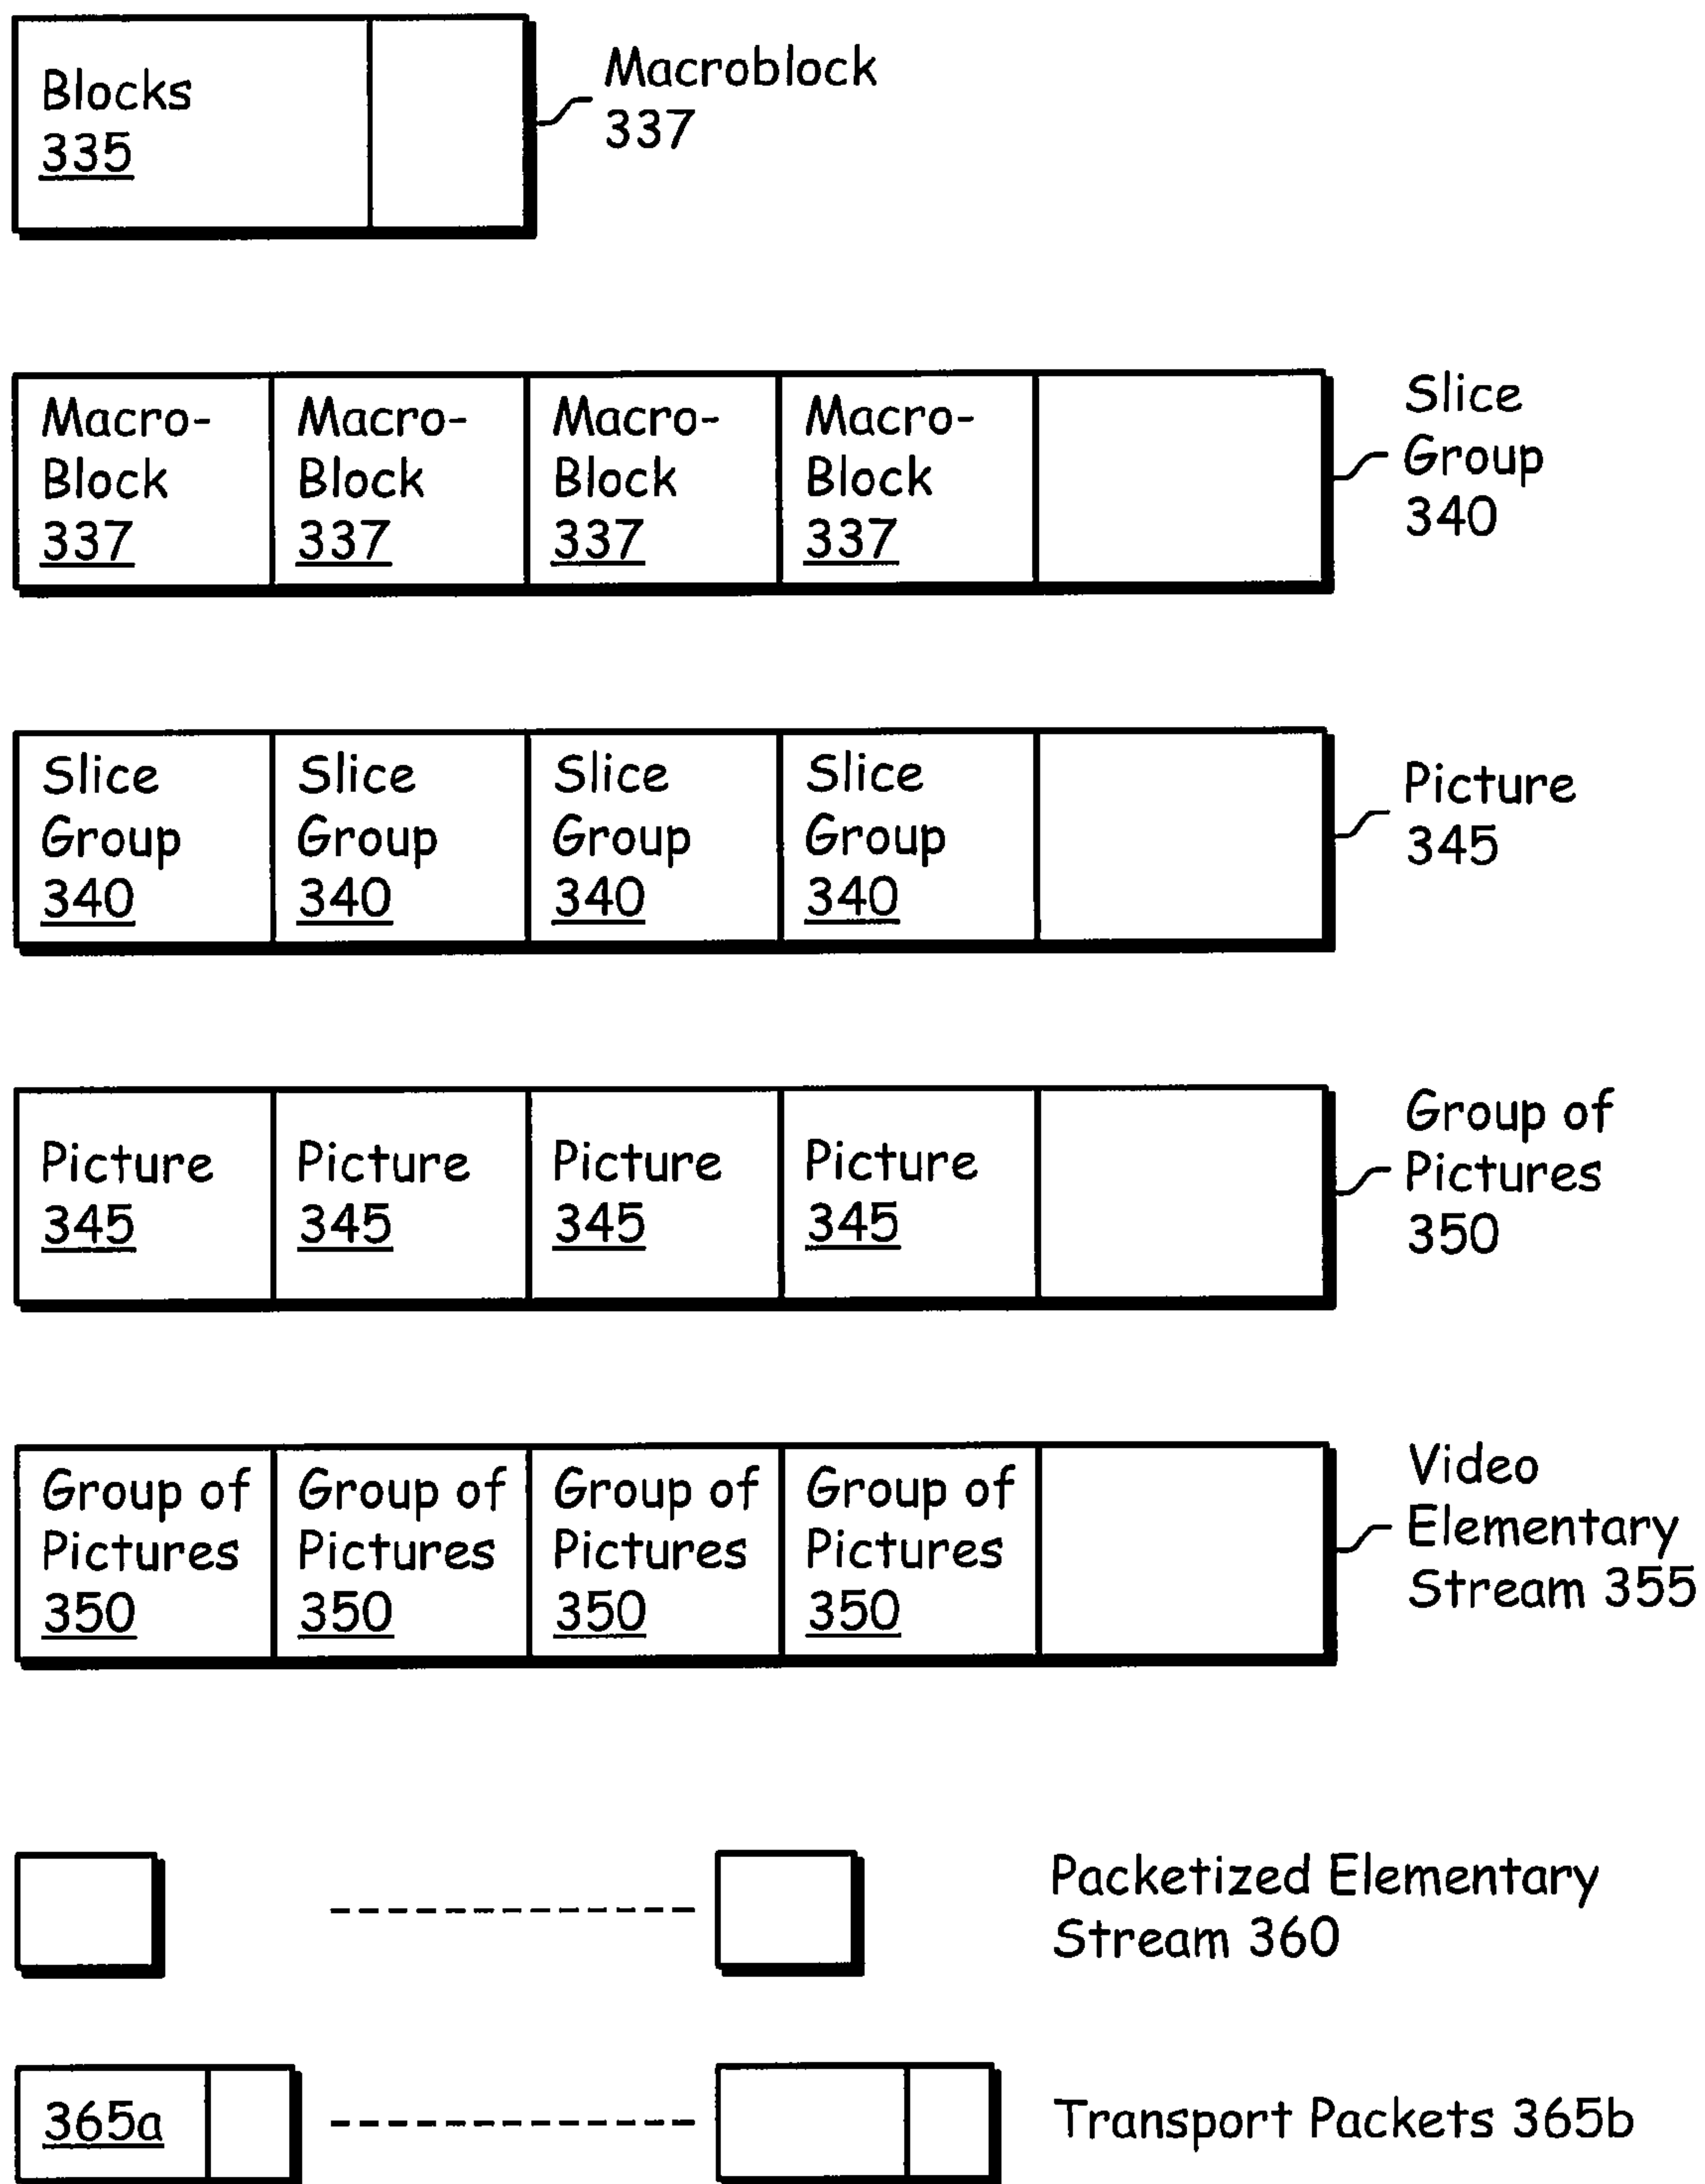 Blocks
335
Macroblock
337
Macro-
Block
337
Macro-
Block
337
Macro-
Block
337
Macro-
Block
337
Slice
Group
340
Slice
Group
340
Slice
Group
340
Slice
Group
340
Slice
Group
340
Picture
345
Picture
345
Picture
345
Picture
345
Picture
345
Group of
Pictures
350
Group of
Pictures
350
Group of
Pictures
350
Group of
Pictures
350
Group of
Pictures
350
Video
Elementary
Stream 355
Packetized Elementary
Stream 360
365a
Transport Packets 365b